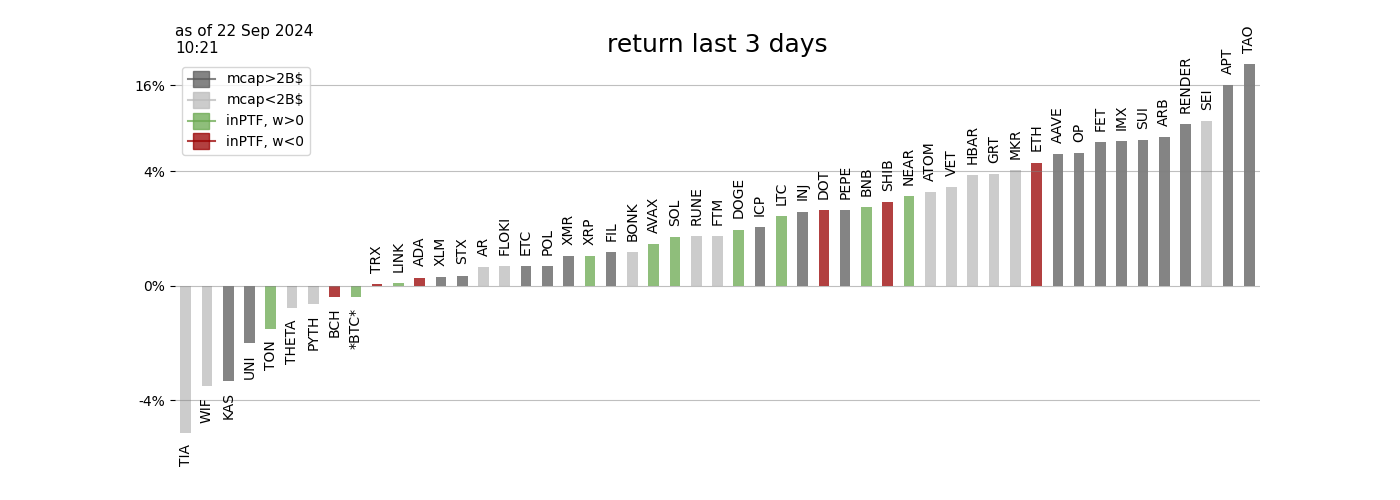 as of 22 Sep 2024
10:21
return last 3 days
mcap>2B$
mcap<2B$
inPTF, w>0
inPTF, w<0
16%
4%
0%
-4%
TIA
WIF
KAS
UNI
TON
THETA
PYTH
BCH
*BTC*
TRX
LINK
ADA
XLM
STX
AR
FLOKI
ETC
POL
XMR
XRP
FIL
BONK
AVAX
SOL
RUNE
FTM
DOGE
ICP
LTC
INJ
DOT
PEPE
BNB
SHIB
NEAR
ATOM
VET
HBAR
GRT
MKR
ETH
AAVE
OP
FET
IMX
SUI
ARB
RENDER
SEI
APT
TAO